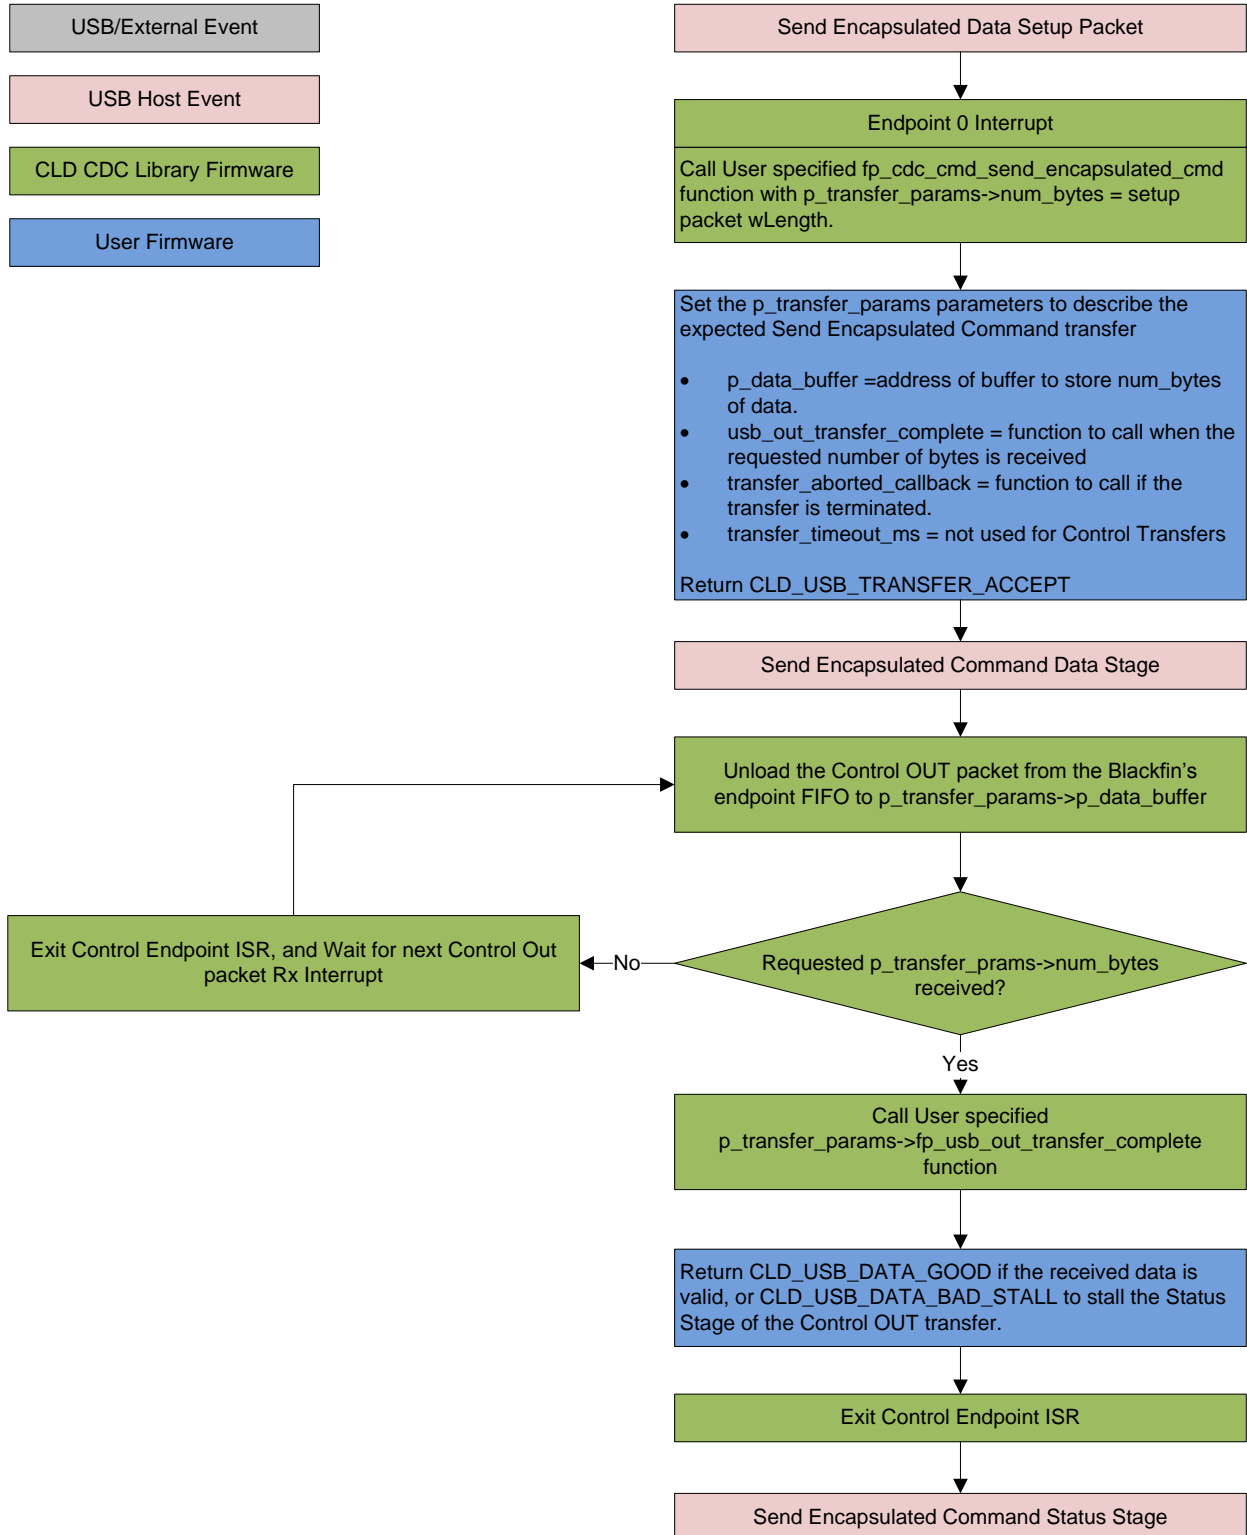 USB/External Event
USB Host Event
CLD CDC Library Firmware
User Firmware
Send Encapsulated Data Setup Packet
Endpoint 0 Interrupt
Call User specified fp_cdc_cmd_send_encapsulated_cmd
function with p_transfer_params->num_bytes = setup
packet wLength.
Set the p_transfer_params parameters to describe the
expected Send Encapsulated Command transfer
• p_data_buffer =address of buffer to store num_bytes
of data.
• usb_out_transfer_complete = function to call when the
requested number of bytes is received
• transfer_aborted_callback = function to call if the
transfer is terminated.
• transfer_timeout_ms = not used for Control Transfers
Return CLD_USB_TRANSFER_ACCEPT
Send Encapsulated Command Data Stage
Unload the Control OUT packet from the Blackfin’s
endpoint FIFO to p_transfer_params->p_data_buffer
Requested p_transfer_prams->num_bytes
received?
No
Exit Control Endpoint ISR, and Wait for next Control Out
packet Rx Interrupt
Yes
Call User specified
p_transfer_params->fp_usb_out_transfer_complete
function
Return CLD_USB_DATA_GOOD if the received data is
valid, or CLD_USB_DATA_BAD_STALL to stall the Status
Stage of the Control OUT transfer.
Exit Control Endpoint ISR
Send Encapsulated Command Status Stage